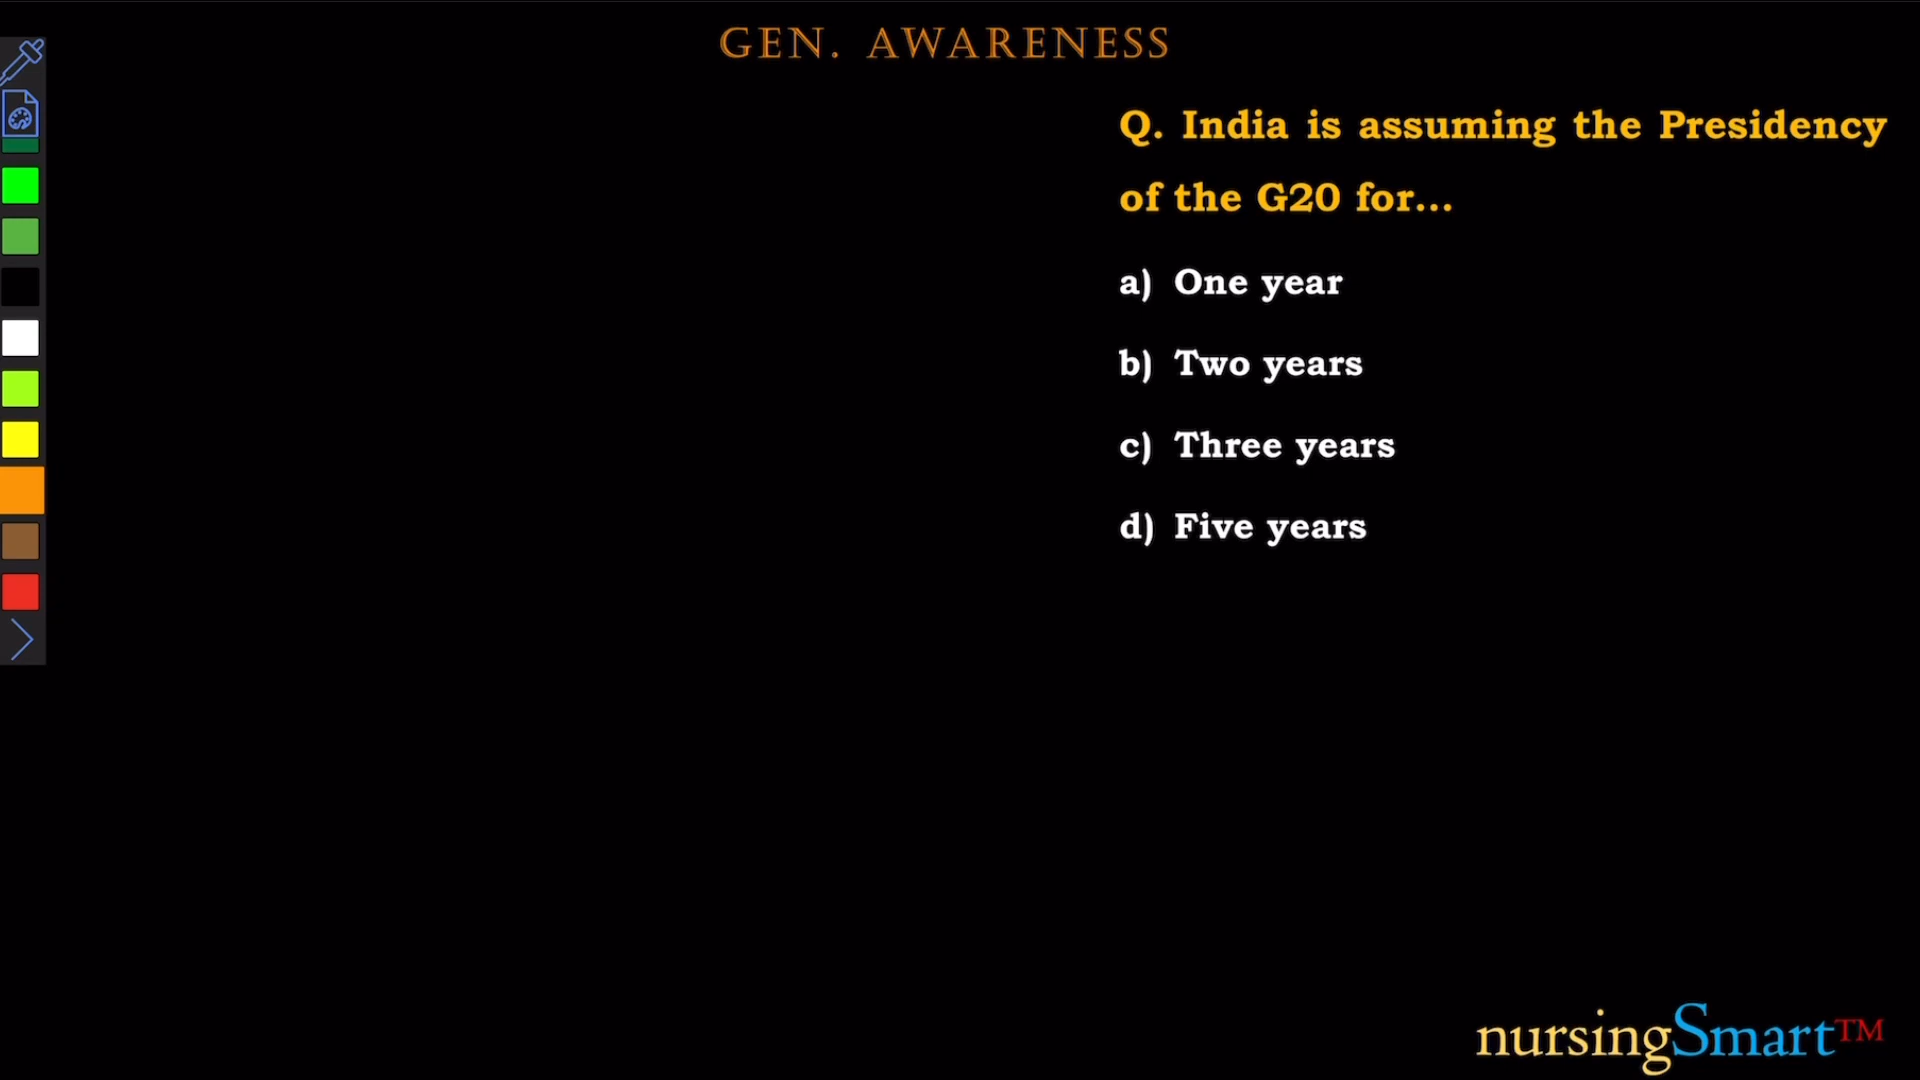 GEN. AWARENESS
Q. India is assuming the Presidency
of the G20 for...
a) One year
b) Two years
c) Three years
d) Five years
nursingSmart™